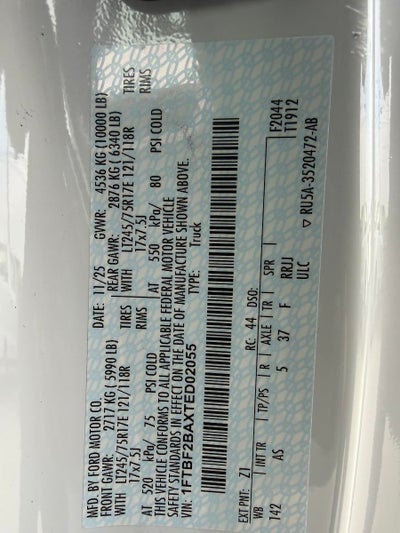 MFD. BY FORD MOTOR CO.
DATE: 11/25 GVWR: 4536 KG (10000 LB)
FRONT GAWR: 2717 KG ( 5990 LB) REAR GAWR: 2876 KG ( 6340 LB)
LT245/75R17E 121/118R TIRES WITH LT245/75R17E 121/118R TIRES
17x7.5J RIMS 17x7.5J RIMS
AT 520 kPa/ 75 PSI COLD AT 550 kPa/ 80 PSI COLD
THIS VEHICLE CONFORMS TO ALL APPLICABLE FEDERAL MOTOR VEHICLE
SAFETY STANDARDS IN EFFECT ON THE DATE OF MANUFACTURE SHOWN ABOVE.
VIN: 1FTBF2BAXTED02055 TYPE: Truck
F2044
T1912
EXT PNT: Z1 RC: 44 DSO:
WB INT TR TP/PS R AXLE TR SPR
142 AS 5 37 F RRJJ
ULC
▽ RU5A-3520472-AB